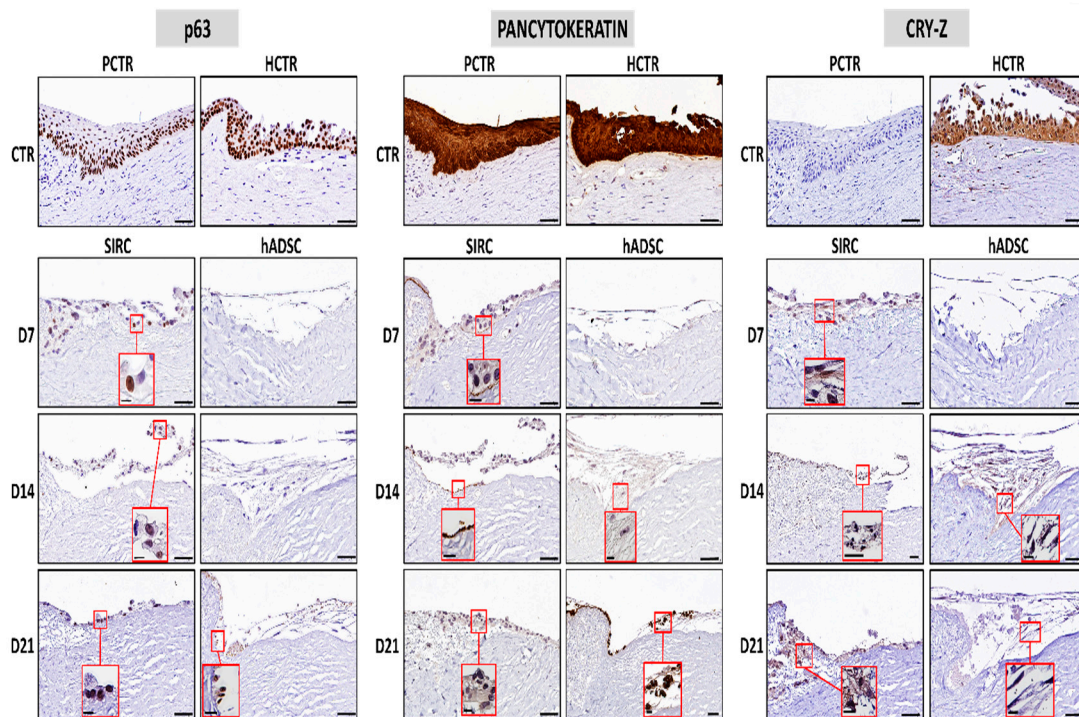 p63 PANCYTOKERATIN CRY-Z
PCTR HCTR PCTR HCTR PCTR HCTR
CTR CTR CTR
SIRC hADSC SIRC hADSC SIRC hADSC
D7 D7 D7
D14 D14 D14
D21 D21 D21